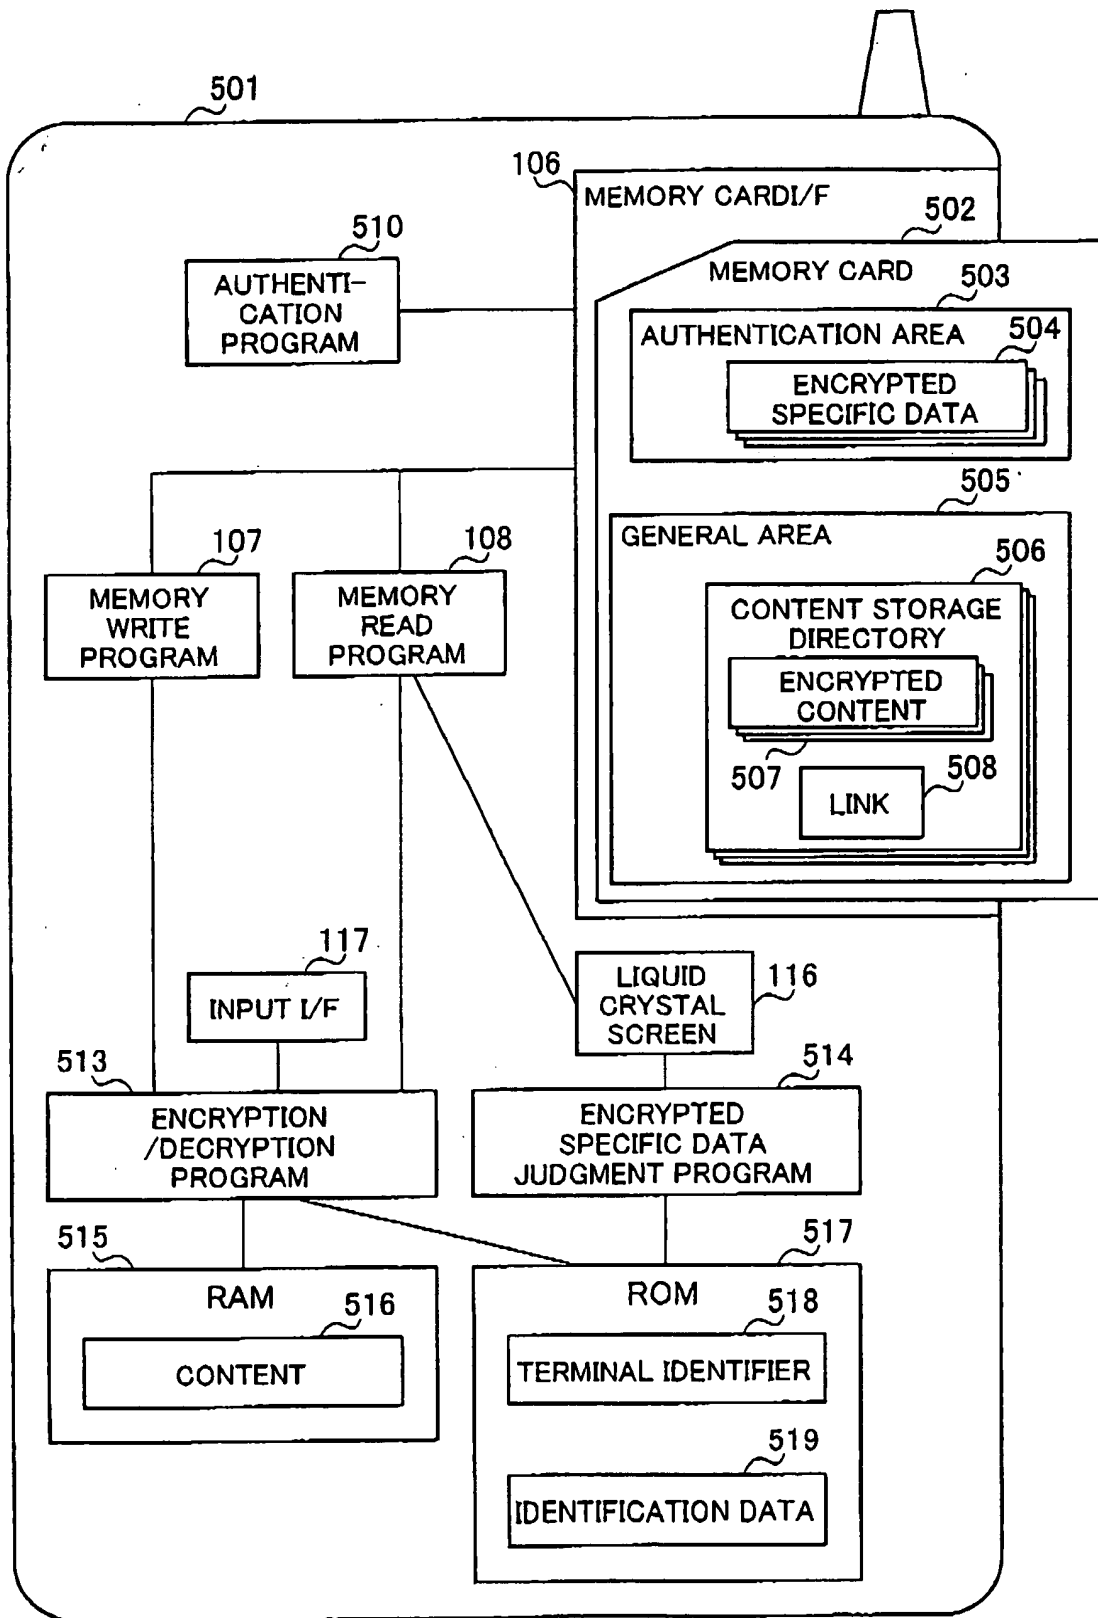 501
106
MEMORY CARDI/F
502
MEMORY CARD
510
AUTHENTI-
CATION
PROGRAM
503
AUTHENTICATION AREA
504
ENCRYPTED
SPECIFIC DATA
505
GENERAL AREA
107
MEMORY
WRITE
PROGRAM
108
MEMORY
READ
PROGRAM
506
CONTENT STORAGE
DIRECTORY
ENCRYPTED
CONTENT
507
508
LINK
117
INPUT I/F
LIQUID
CRYSTAL
SCREEN
116
513
ENCRYPTION
/DECRYPTION
PROGRAM
514
ENCRYPTED
SPECIFIC DATA
JUDGMENT PROGRAM
515
RAM
516
CONTENT
517
ROM
518
TERMINAL IDENTIFIER
519
IDENTIFICATION DATA